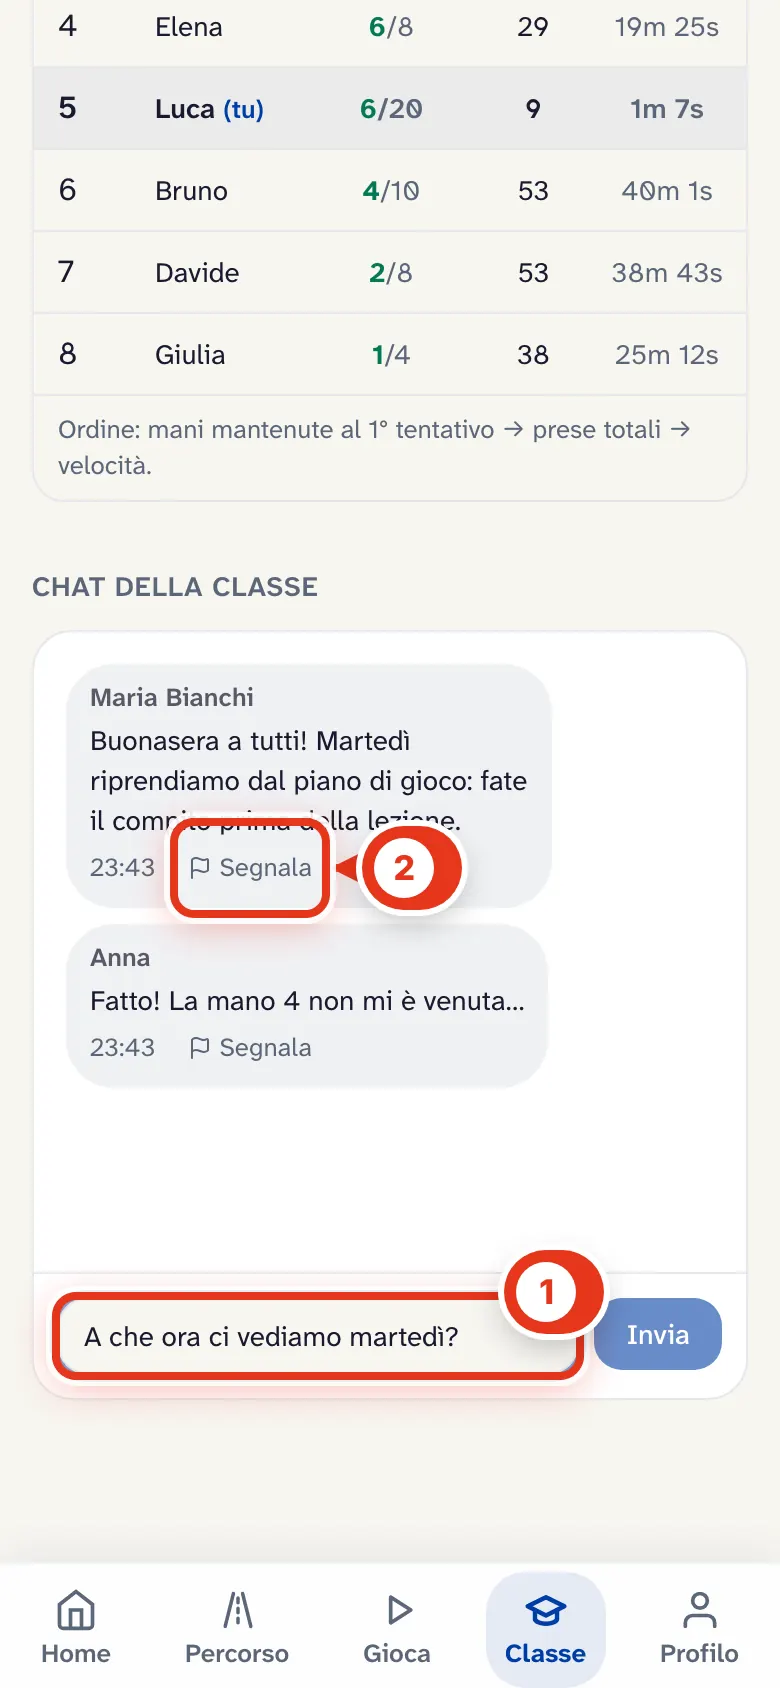 4 Elena 6/8 29 19m 25s
5 Luca (tu) 6/20 9 1m 7s
6 Bruno 4/10 53 40m 1s
7 Davide 2/8 53 38m 43s
8 Giulia 1/4 38 25m 12s
Ordine: mani mantenute al 1° tentativo → prese totali →
velocità.
CHAT DELLA CLASSE
Maria Bianchi
Buonasera a tutti! Martedì
riprendiamo dal piano di gioco: fate
il compito prima della lezione.
23:43 Segnala
2
Anna
Fatto! La mano 4 non mi è venuta...
23:43 Segnala
1
A che ora ci vediamo martedì?
Invia
Home Percorso Gioca Classe Profilo